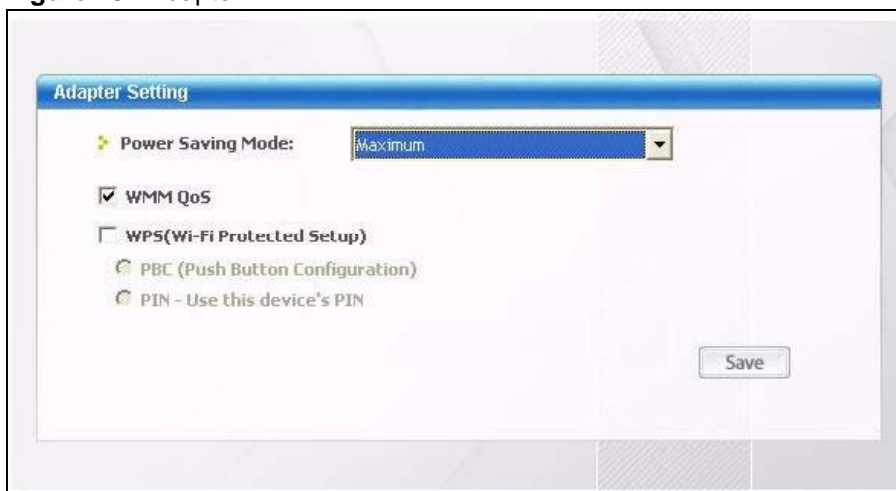 Adapter Setting
Power Saving Mode: Maximum
WMM QoS
WPS(Wi-Fi Protected Setup)
PBC (Push Button Configuration)
PIN - Use this device's PIN
Save